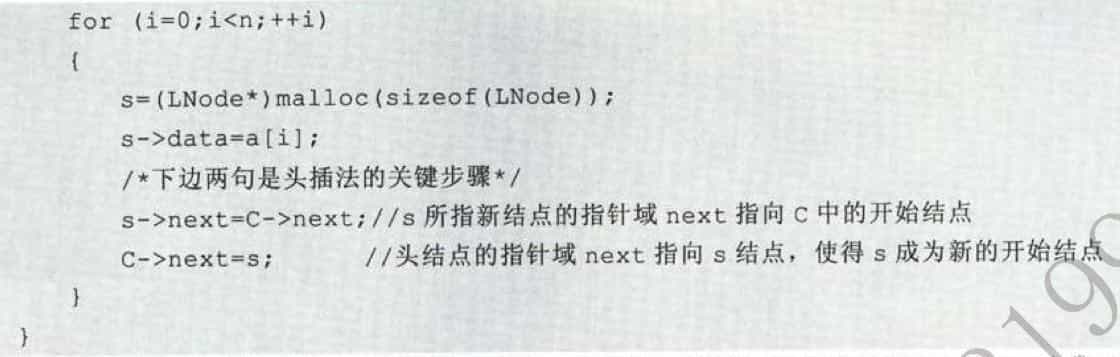 for (i=0;i<n;++i)
{
s=(LNode*)malloc(sizeof(LNode));
s->data=a[i];
/*下边两句是头插法的关键步骤*/
s->next=C->next;//s 所指新结点的指针域 next 指向 C 中的开始结点
C->next=s; //头结点的指针域 next 指向 s 结点，使得 s 成为新的开始结点
}
}